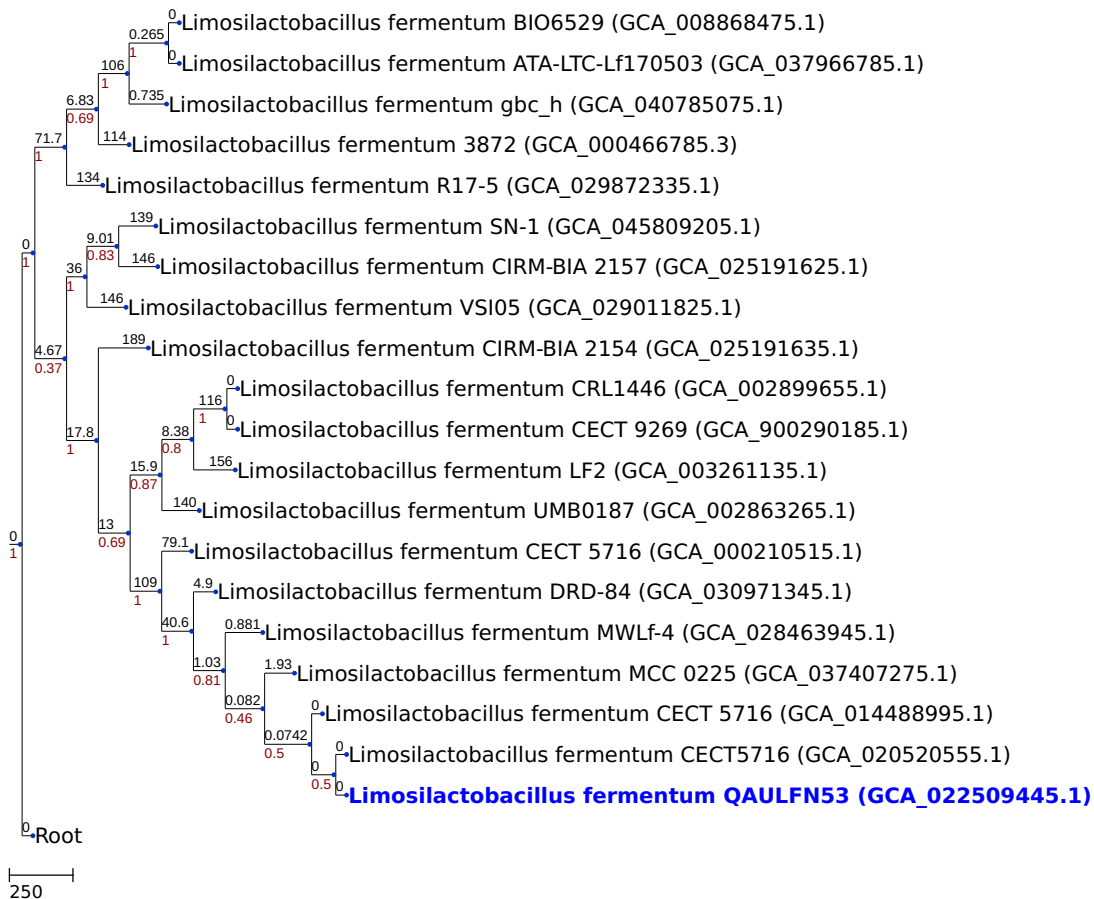 0
Limosilactobacillus fermentum BIO6529 (GCA_008868475.1)
0.265
1
0
Limosilactobacillus fermentum ATA-LTC-Lf170503 (GCA_037966785.1)
106
1
0.735
Limosilactobacillus fermentum gbc_h (GCA_040785075.1)
6.83
0.69
114
Limosilactobacillus fermentum 3872 (GCA_000466785.3)
71.7
1
134
Limosilactobacillus fermentum R17-5 (GCA_029872335.1)
139
Limosilactobacillus fermentum SN-1 (GCA_045809205.1)
0
1
9.01
0.83
146
Limosilactobacillus fermentum CIRM-BIA 2157 (GCA_025191625.1)
36
1
146
Limosilactobacillus fermentum VSI05 (GCA_029011825.1)
4.67
0.37
189
Limosilactobacillus fermentum CIRM-BIA 2154 (GCA_025191635.1)
0
Limosilactobacillus fermentum CRL1446 (GCA_002899655.1)
116
1
0
Limosilactobacillus fermentum CECT 9269 (GCA_900290185.1)
17.8
1
8.38
0.8
156
Limosilactobacillus fermentum LF2 (GCA_003261135.1)
15.9
0.87
140
Limosilactobacillus fermentum UMB0187 (GCA_002863265.1)
13
0.69
0
1
79.1
Limosilactobacillus fermentum CECT 5716 (GCA_000210515.1)
109
1
4.9
Limosilactobacillus fermentum DRD-84 (GCA_030971345.1)
40.6
1
0.881
Limosilactobacillus fermentum MWLf-4 (GCA_028463945.1)
1.03
0.81
1.93
Limosilactobacillus fermentum MCC 0225 (GCA_037407275.1)
0.082
0.46
0
Limosilactobacillus fermentum CECT 5716 (GCA_014488995.1)
0.0742
0.5
0
Limosilactobacillus fermentum CECT5716 (GCA_020520555.1)
0
0.5
0
Limosilactobacillus fermentum QAULFN53 (GCA_022509445.1)
0
Root
250